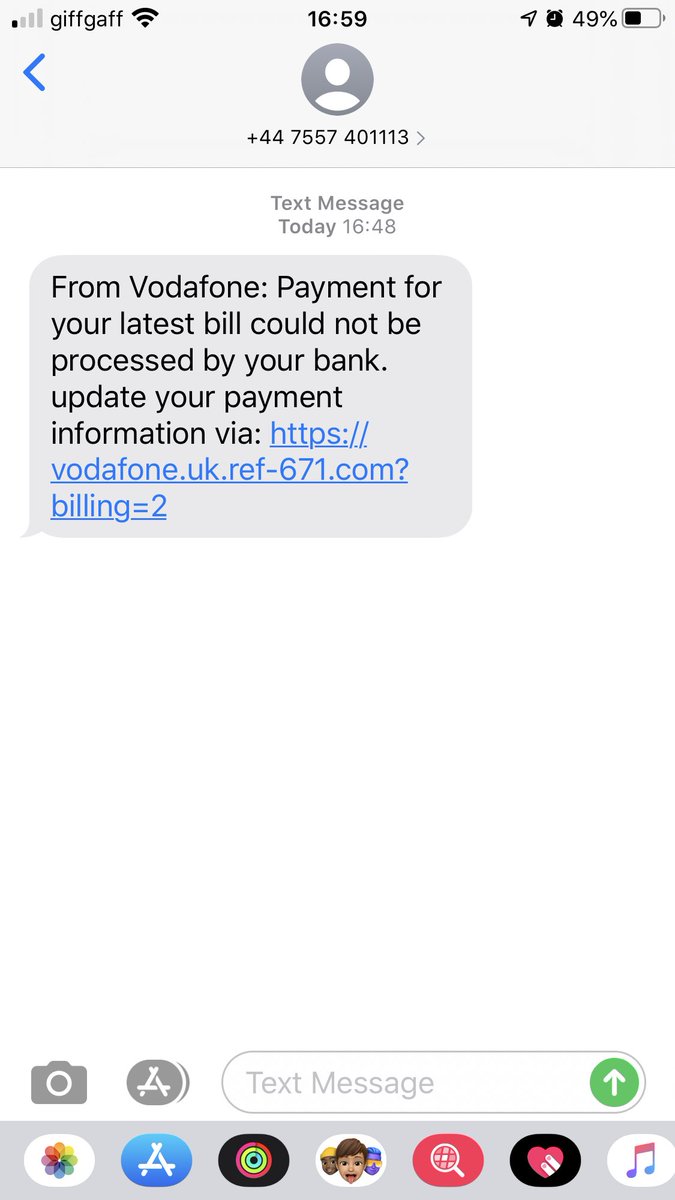 giffgaff 16:59 49%
+44 7557 401113
Text Message
Today 16:48
From Vodafone: Payment for
your latest bill could not be
processed by your bank.
update your payment
information via: https://
vodafone.uk.ref-671.com?
billing=2
Text Message